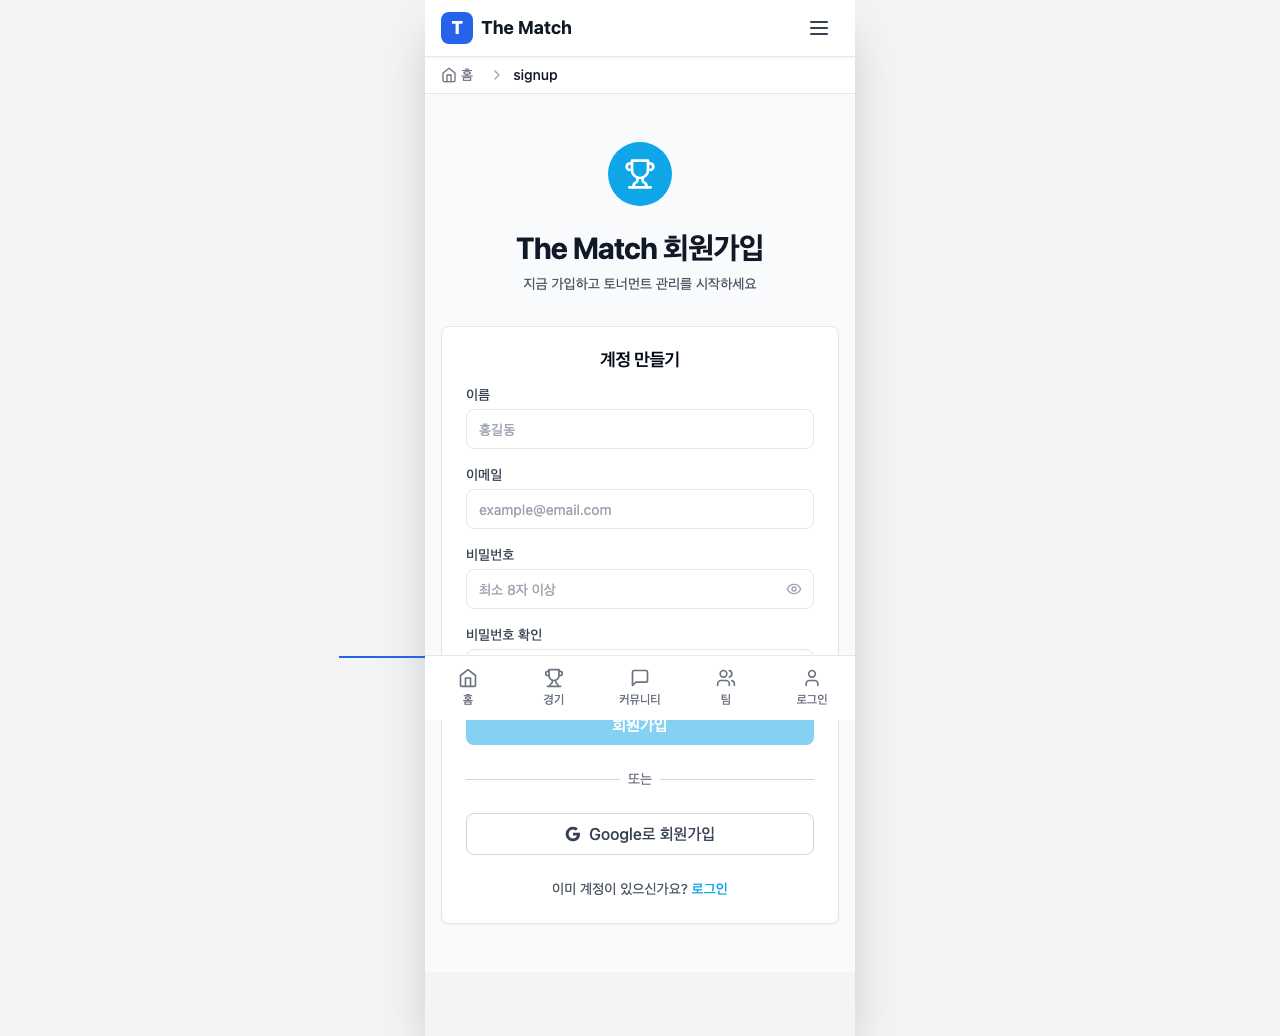 T The Match
홈 signup
The Match 회원가입
지금 가입하고 토너먼트 관리를 시작하세요
계정 만들기
이름
홍길동
이메일
example@email.com
비밀번호
최소 8자 이상
비밀번호 확인
홈 경기 커뮤니티 팀 로그인
회원가입
또는
G Google로 회원가입
이미 계정이 있으신가요? 로그인